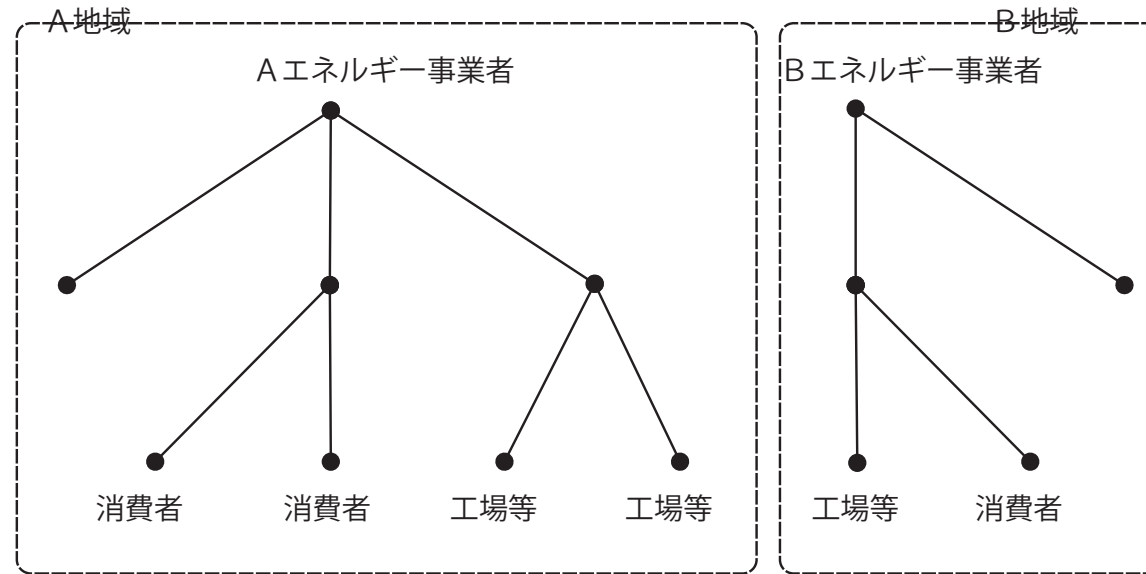 A地域
B地域
Aエネルギー事業者
Bエネルギー事業者
消費者
消費者
工場等
工場等
工場等
消費者